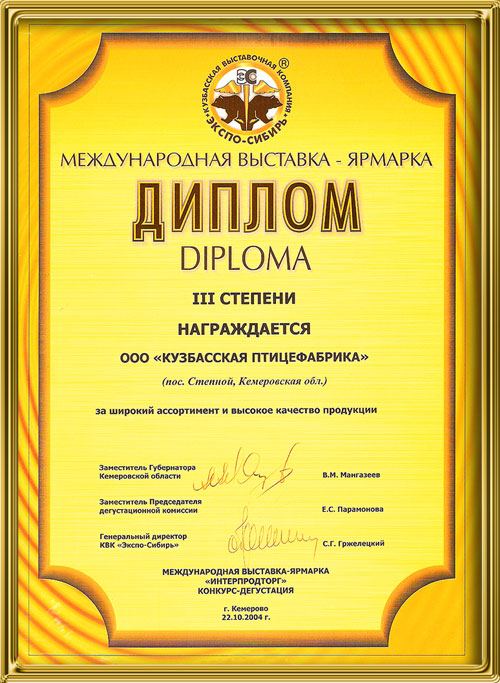 КУЗБАССКАЯ ВЫСТАВОЧНАЯ КОМПАНИЯ ®
ЭС
ЭКСПО-СИБИРЬ
МЕЖДУНАРОДНАЯ ВЫСТАВКА - ЯРМАРКА
ДИПЛОМ
DIPLOMA
III СТЕПЕНИ
НАГРАЖДАЕТСЯ
ООО «КУЗБАССКАЯ ПТИЦЕФАБРИКА»
(пос. Степной, Кемеровская обл.)
за широкий ассортимент и высокое качество продукции
Заместитель Губернатора
Кемеровской области
В.М. Мангазеев
Заместитель Председателя
дегустационной комиссии
Е.С. Парамонова
Генеральный директор
КВК «Экспо-Сибирь»
С.Г. Гржелецкий
МЕЖДУНАРОДНАЯ ВЫСТАВКА-ЯРМАРКА
«ИНТЕРПРОДТОРГ»
КОНКУРС-ДЕГУСТАЦИЯ
г. Кемерово
22.10.2004 г.